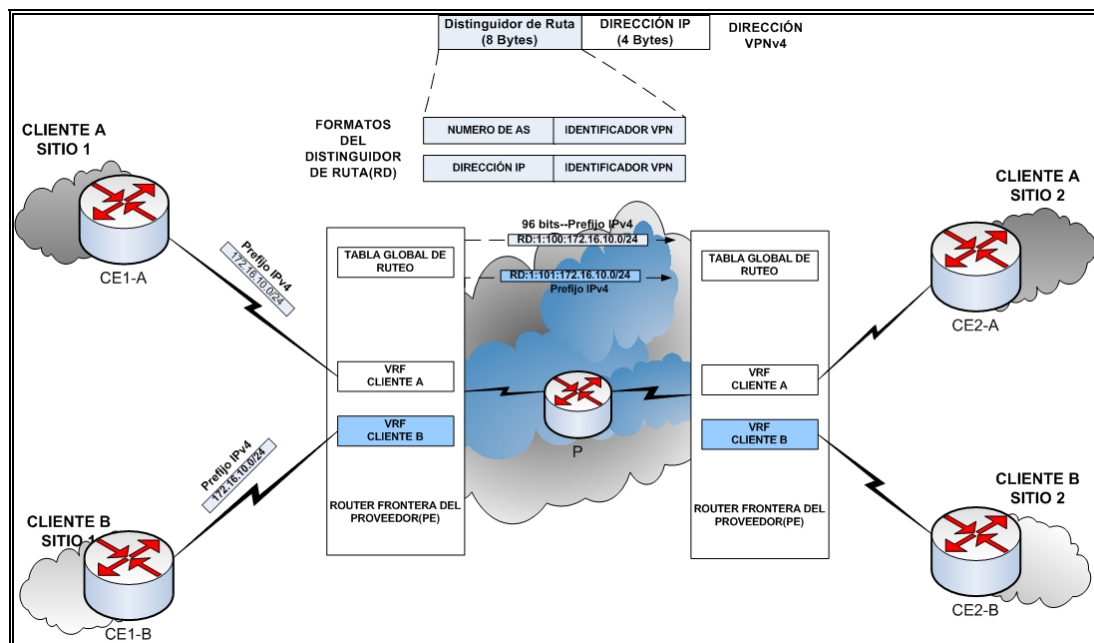 Distinguidor de Ruta
(8 Bytes)
DIRECCIÓN IP
(4 Bytes)
DIRECCIÓN
VPNv4
FORMATOS
DEL
DISTINGUIDOR
DE RUTA(RD)
NUMERO DE AS
IDENTIFICADOR VPN
DIRECCIÓN IP
IDENTIFICADOR VPN
CLIENTE A
SITIO 1
CE1-A
Prefijo IPv4
172.16.10.0/24
CLIENTE A
SITIO 2
CE2-A
96 bits--Prefijo IPv4
RD:1:100:172.16.10.0/24
RD:1:101:172.16.10.0/24
Prefijo IPv4
TABLA GLOBAL DE
RUTEO
TABLA GLOBAL DE
RUTEO
VRF
CLIENTE A
VRF
CLIENTE B
P
VRF
CLIENTE A
VRF
CLIENTE B
Prefijo IPv4
172.16.10.0/24
ROUTER FRONTERA DEL
PROVEEDOR(PE)
ROUTER FRONTERA DEL
PROVEEDOR(PE)
CLIENTE B
SITIO 1
CE1-B
CLIENTE B
SITIO 2
CE2-B